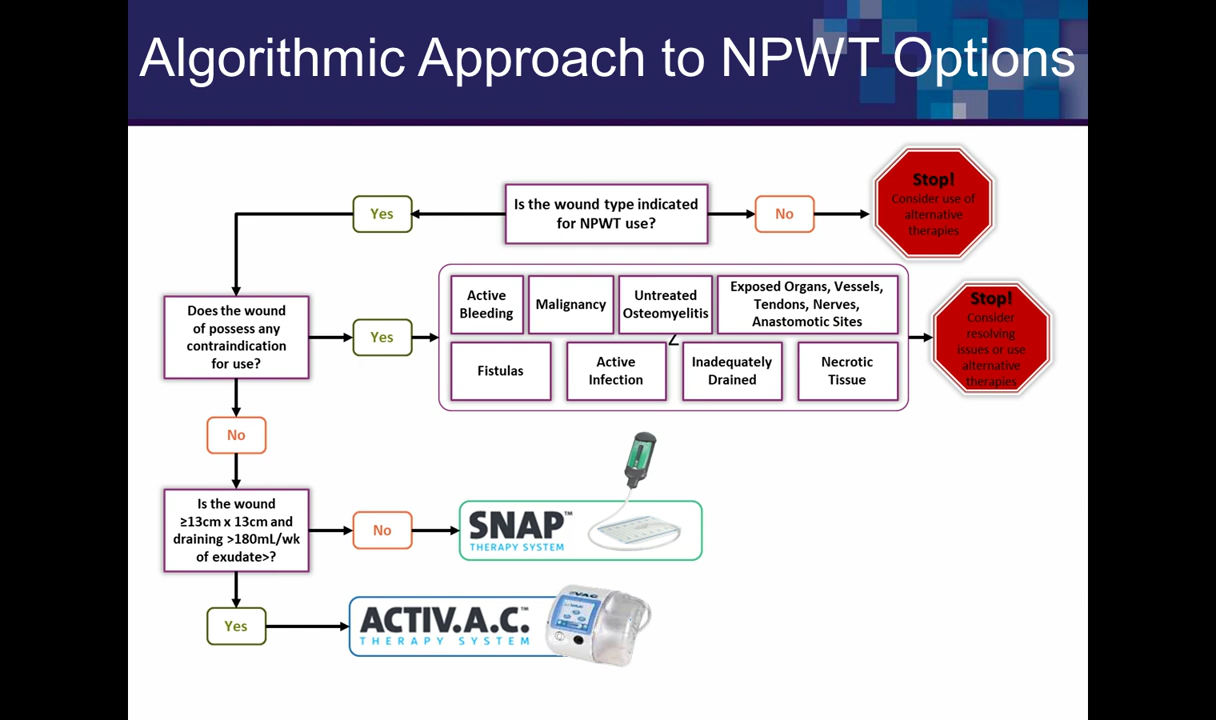 Algorithmic Approach to NPWT Options
Is the wound type indicated
for NPWT use?
Yes
No
Stop!
Consider use of
alternative
therapies
Does the wound
of possess any
contraindication
for use?
Yes
Active
Bleeding
Malignancy
Untreated
Osteomyelitis
Exposed Organs, Vessels,
Tendons, Nerves,
Anastomotic Sites
Fistulas
Active
Infection
Inadequately
Drained
Necrotic
Tissue
Stop!
Consider
resolving
issues or use
alternative
therapies
No
Is the wound
≥13cm x 13cm and
draining >180mL/wk
of exudate>?
No
SNAP™
THERAPY SYSTEM
Yes
ACTIV.A.C.™
THERAPY SYSTEM